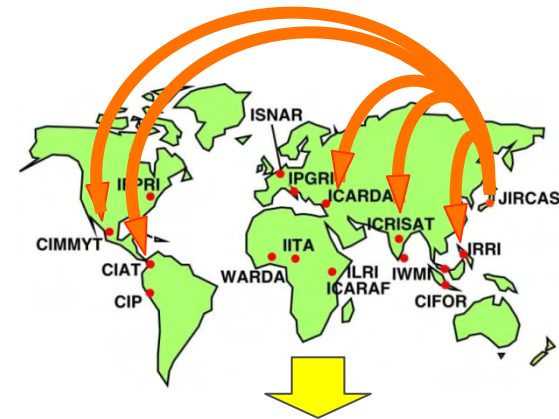 ISNAR
IFPRI
IPGRI
ICARDA
JIRCAS
ICRISAT
CIMMYT
IITA
IRRI
CIAT
WARDA
ILRI
IWMI
ICARAF
CIP
CIFOR